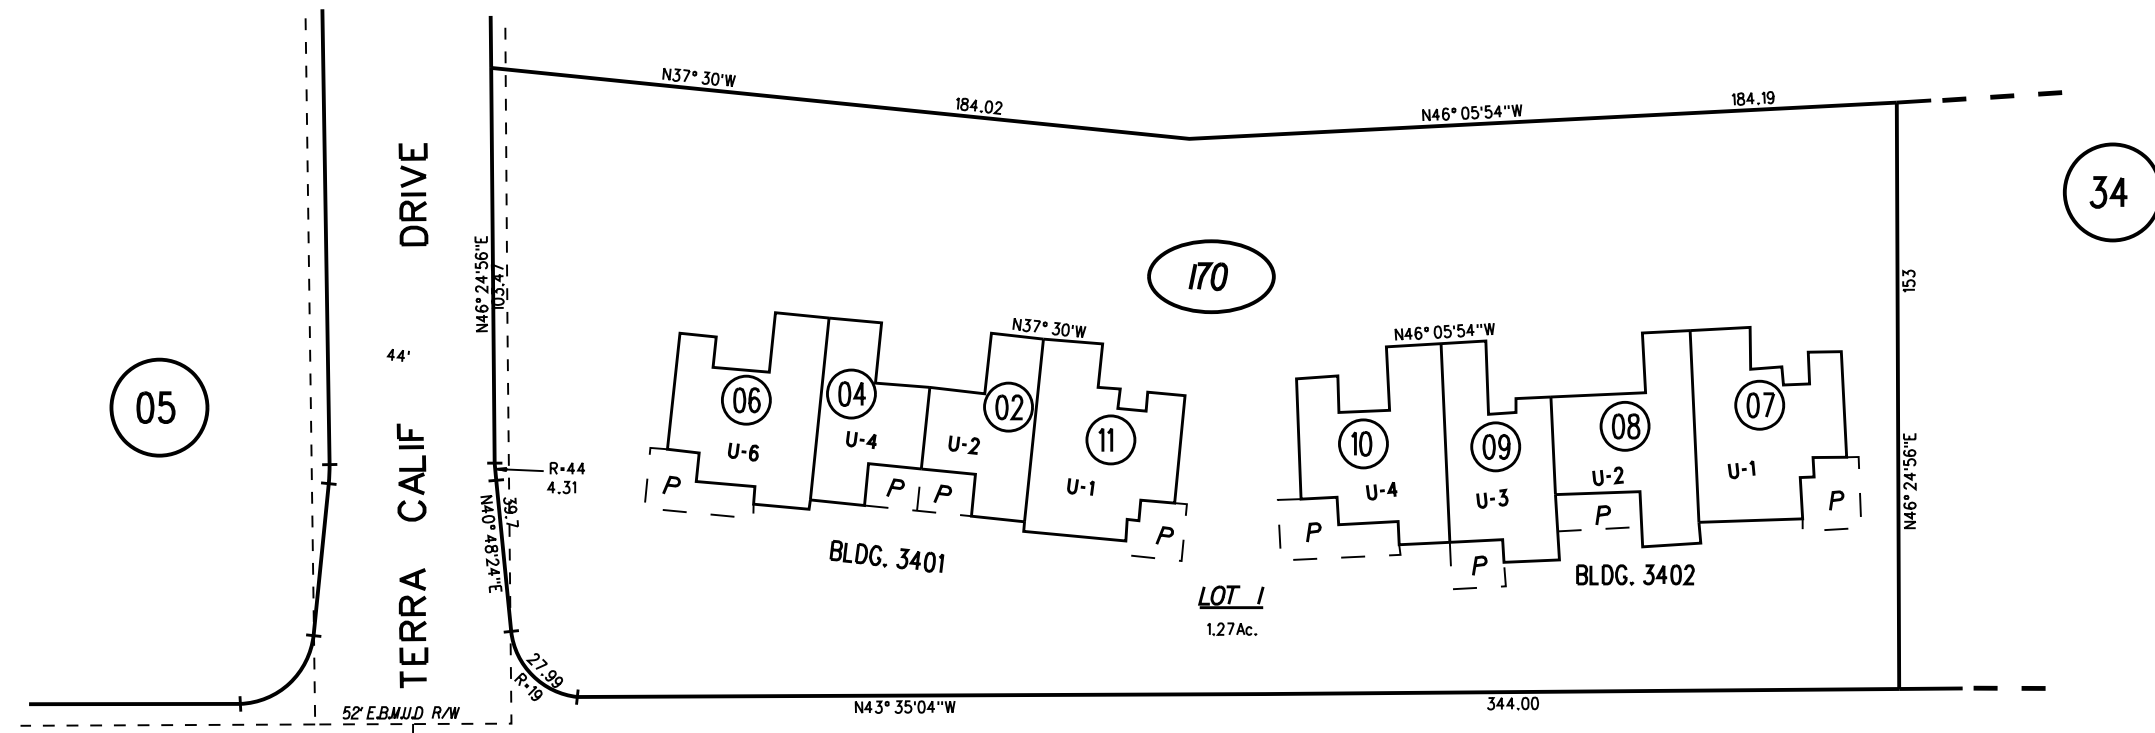 N37° 30'W
184.02
N46° 05'54"W
184.19
34
TERRA CALIF DRIVE
N46° 24'56"E
103.47
170
153
05
44'
N37° 30'W
N46° 05'54"W
06
04
02
11
10
09
08
07
U-6
U-4
U-2
U-1
U-4
U-3
U-2
U-1
R=44
4.31
P
P
P
P
P
P
P
P
N46° 24'56"E
39.7
N40° 48'24"E
BLDG. 3401
BLDG. 3402
LOT 1
1.27Ac.
27.99
R=19
52' E.B.M.U.D R/W
N43° 35'04"W
344.00